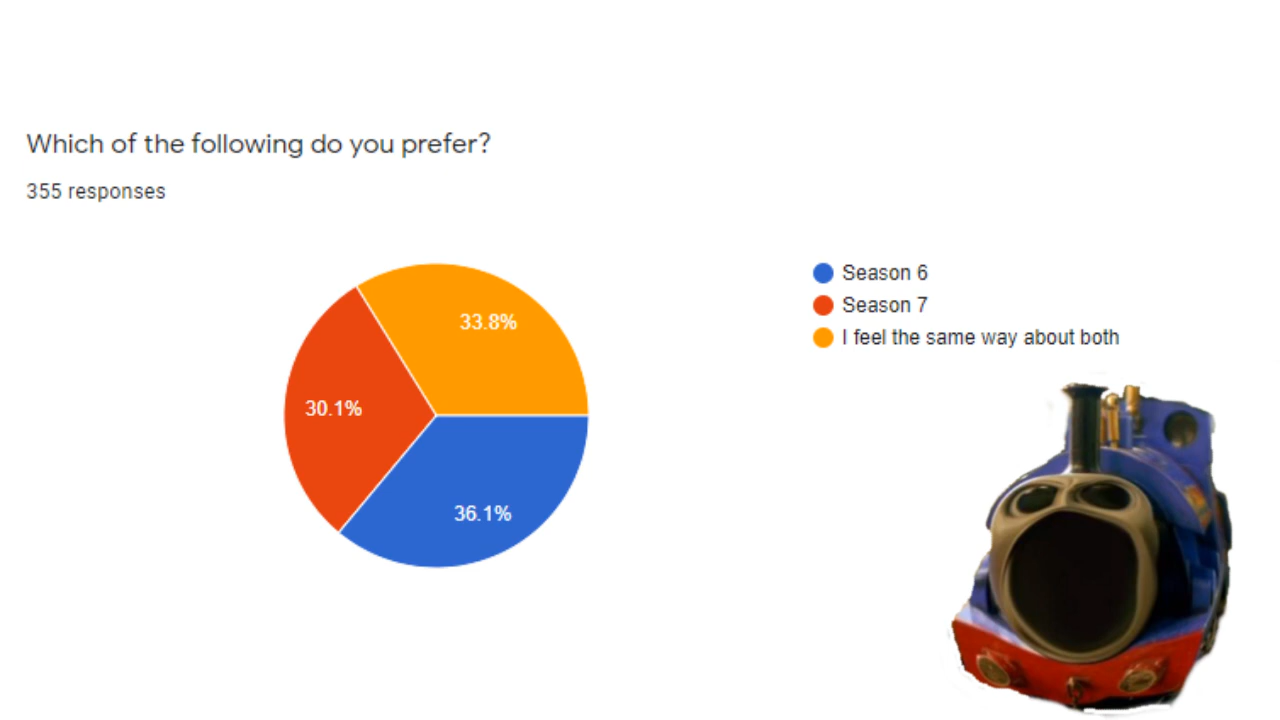 Which of the following do you prefer?
355 responses
33.8%
30.1%
36.1%
Season 6
Season 7
I feel the same way about both